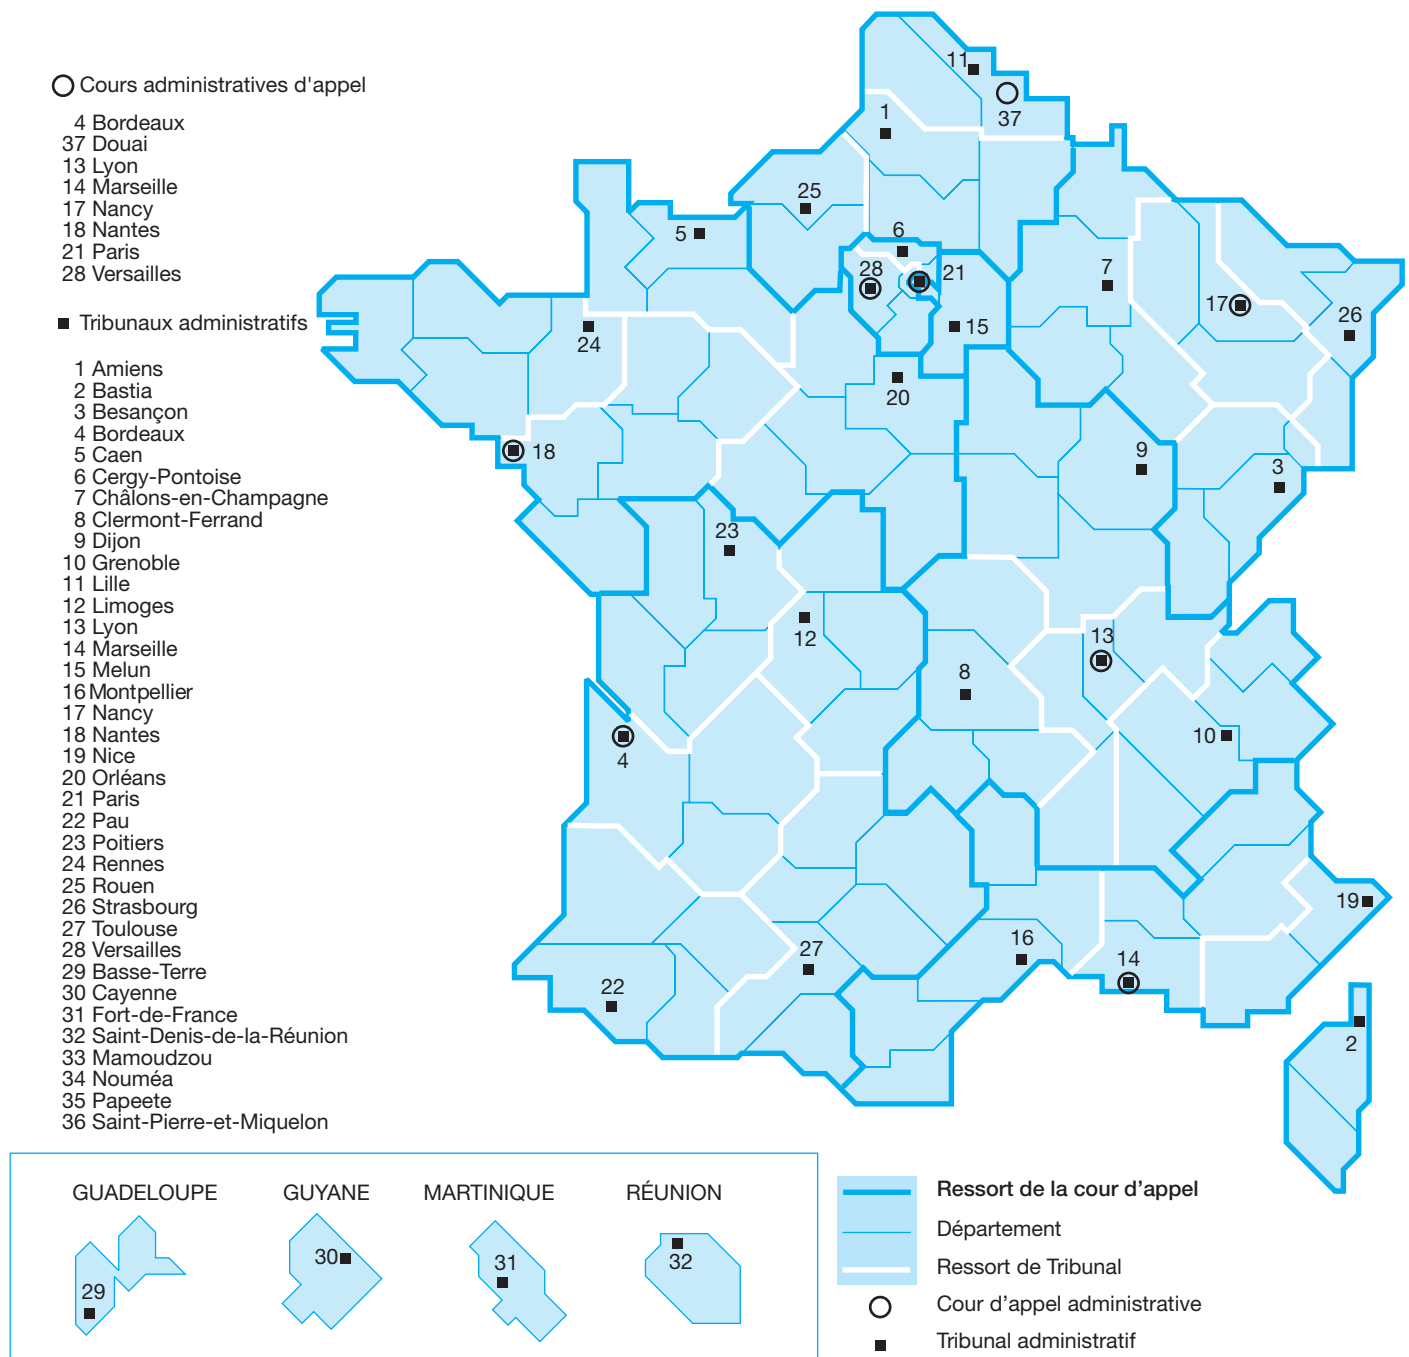 Cours administratives d'appel
4 Bordeaux
37 Douai
13 Lyon
14 Marseille
17 Nancy
18 Nantes
21 Paris
28 Versailles
Tribunaux administratifs
1 Amiens
2 Bastia
3 Besançon
4 Bordeaux
5 Caen
6 Cergy-Pontoise
7 Châlons-en-Champagne
8 Clermont-Ferrand
9 Dijon
10 Grenoble
11 Lille
12 Limoges
13 Lyon
14 Marseille
15 Melun
16 Montpellier
17 Nancy
18 Nantes
19 Nice
20 Orléans
21 Paris
22 Pau
23 Poitiers
24 Rennes
25 Rouen
26 Strasbourg
27 Toulouse
28 Versailles
29 Basse-Terre
30 Cayenne
31 Fort-de-France
32 Saint-Denis-de-la-Réunion
33 Mamoudzou
34 Nouméa
35 Papeete
36 Saint-Pierre-et-Miquelon
11
37
1
25
5
6
28
21
7
17
26
24
15
20
18
9
3
23
12
13
8
10
4
19
27
16
14
22
2
GUADELOUPE
GUYANE
MARTINIQUE
RÉUNION
29
30
31
32
Ressort de la cour d’appel
Département
Ressort de Tribunal
Cour d’appel administrative
Tribunal administratif